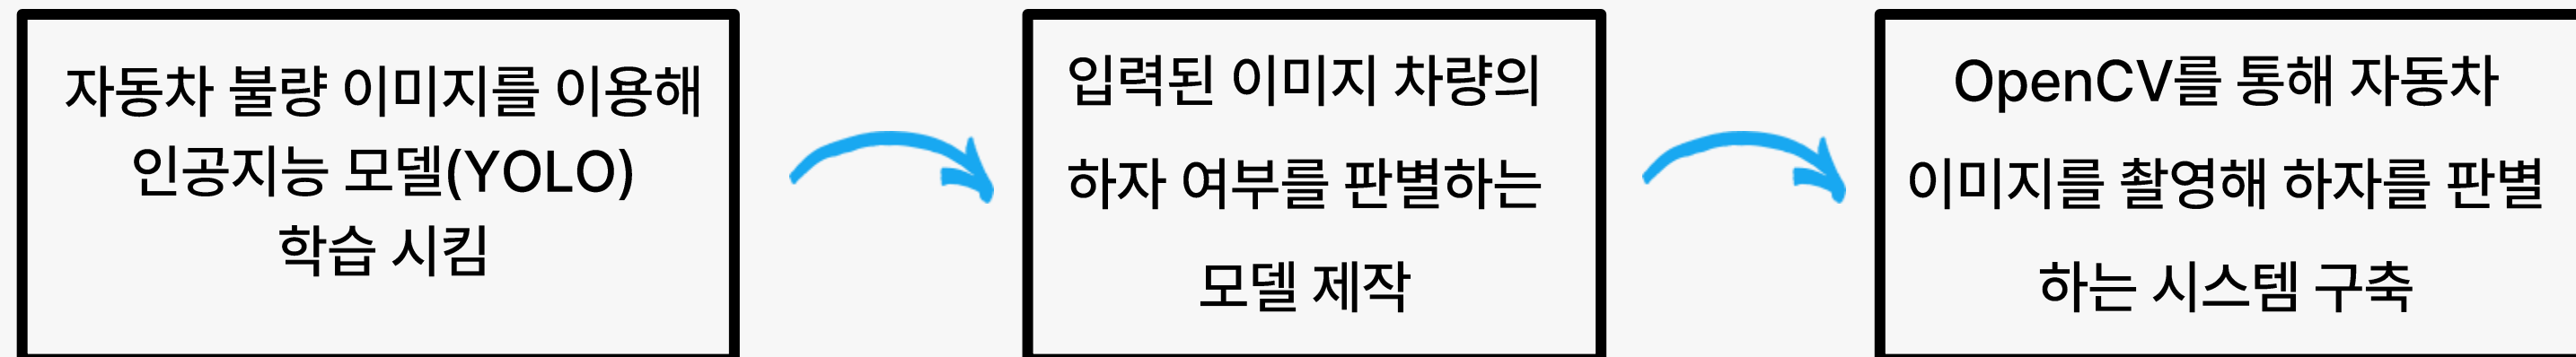 자동차 불량 이미지를 이용해
인공지능 모델(YOLO)
학습 시킴
입력된 이미지 차량의
하자 여부를 판별하는
모델 제작
OpenCV를 통해 자동차
이미지를 촬영해 하자를 판별
하는 시스템 구축